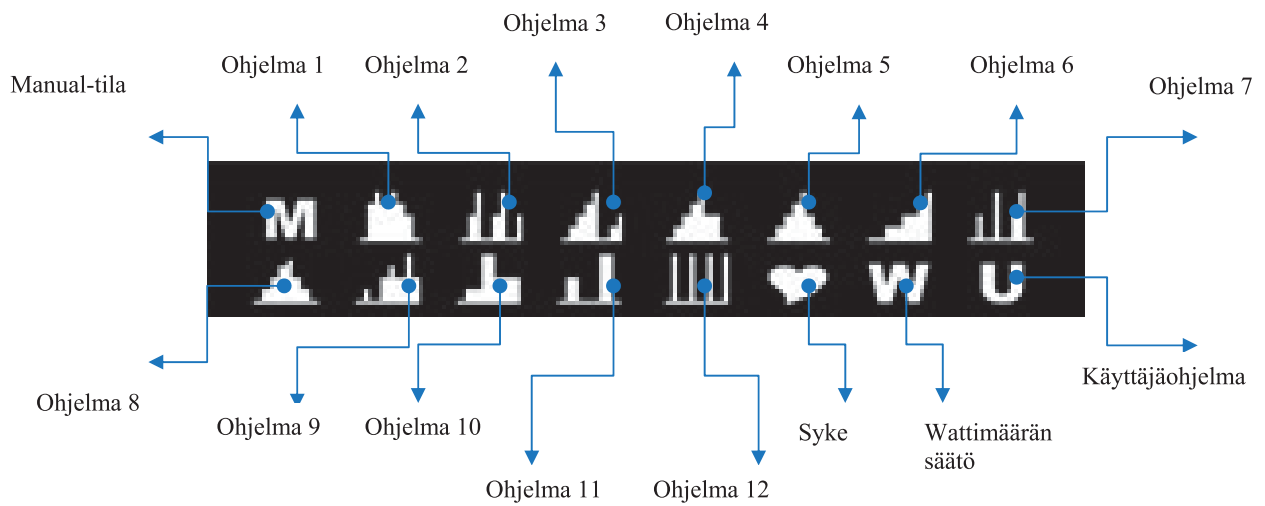 Ohjelma 3
Ohjelma 4
Ohjelma 1
Ohjelma 2
Ohjelma 5
Ohjelma 6
Manual-tila
Ohjelma 7
M
W
U
Ohjelma 8
Käyttäjäohjelma
Ohjelma 9
Ohjelma 10
Syke
Wattimäärän
säätö
Ohjelma 11
Ohjelma 12